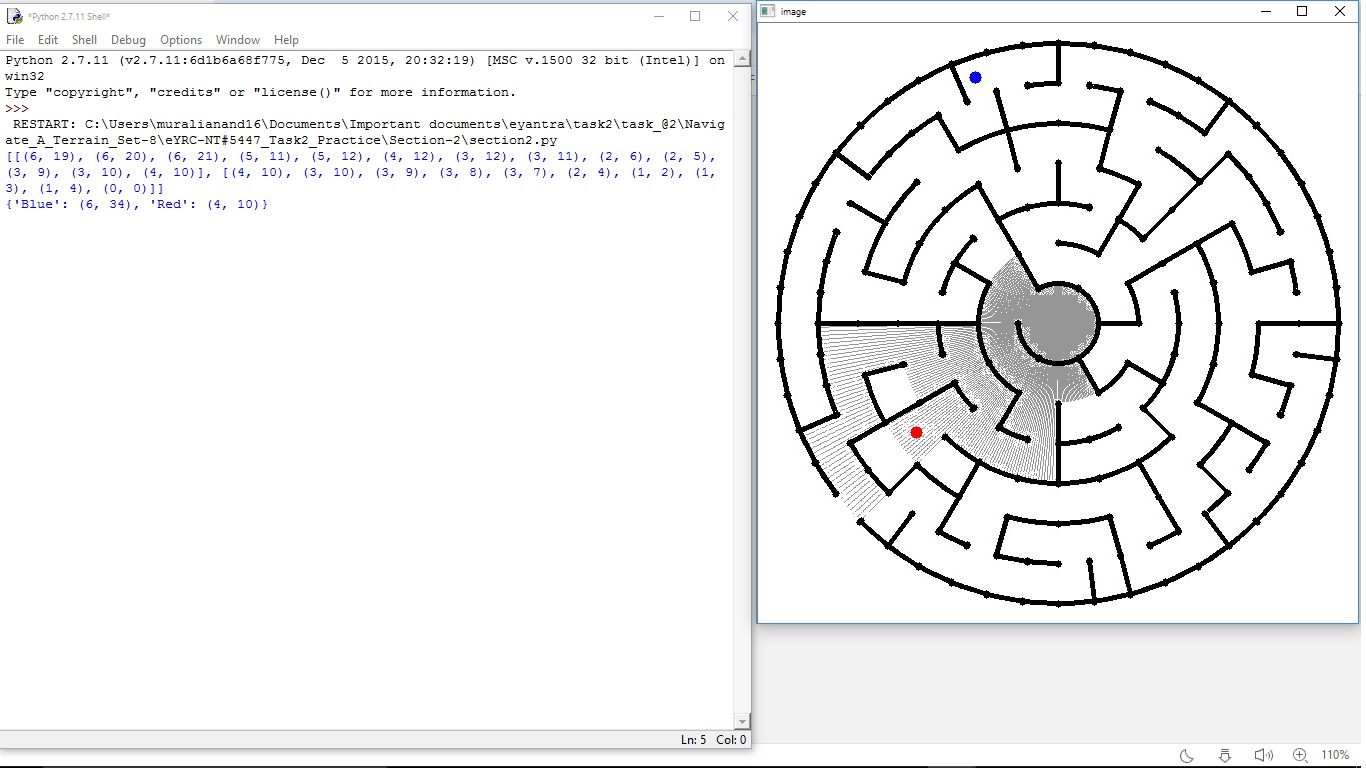 *Python 2.7.11 Shell*
File Edit Shell Debug Options Window Help
Python 2.7.11 (v2.7.11:6d1b6a68f775, Dec  5 2015, 20:32:19) [MSC v.1500 32 bit (Intel)] on
win32
Type "copyright", "credits" or "license()" for more information.
>>>
 RESTART: C:\Users\muralianand16\Documents\Important documents\eyantra\task2\task_@2\Navig
ate_A_Terrain_Set-8\eYRC-NT#5447_Task2_Practice\Section-2\section2.py
[[(6, 19), (6, 20), (6, 21), (5, 11), (5, 12), (4, 12), (3, 12), (3, 11), (2, 6), (2, 5),
(3, 9), (3, 10), (4, 10)], [(4, 10), (3, 10), (3, 9), (3, 8), (3, 7), (2, 4), (1, 2), (1,
3), (1, 4), (0, 0)]]
{'Blue': (6, 34), 'Red': (4, 10)}
Ln: 5 Col: 0
image
110%